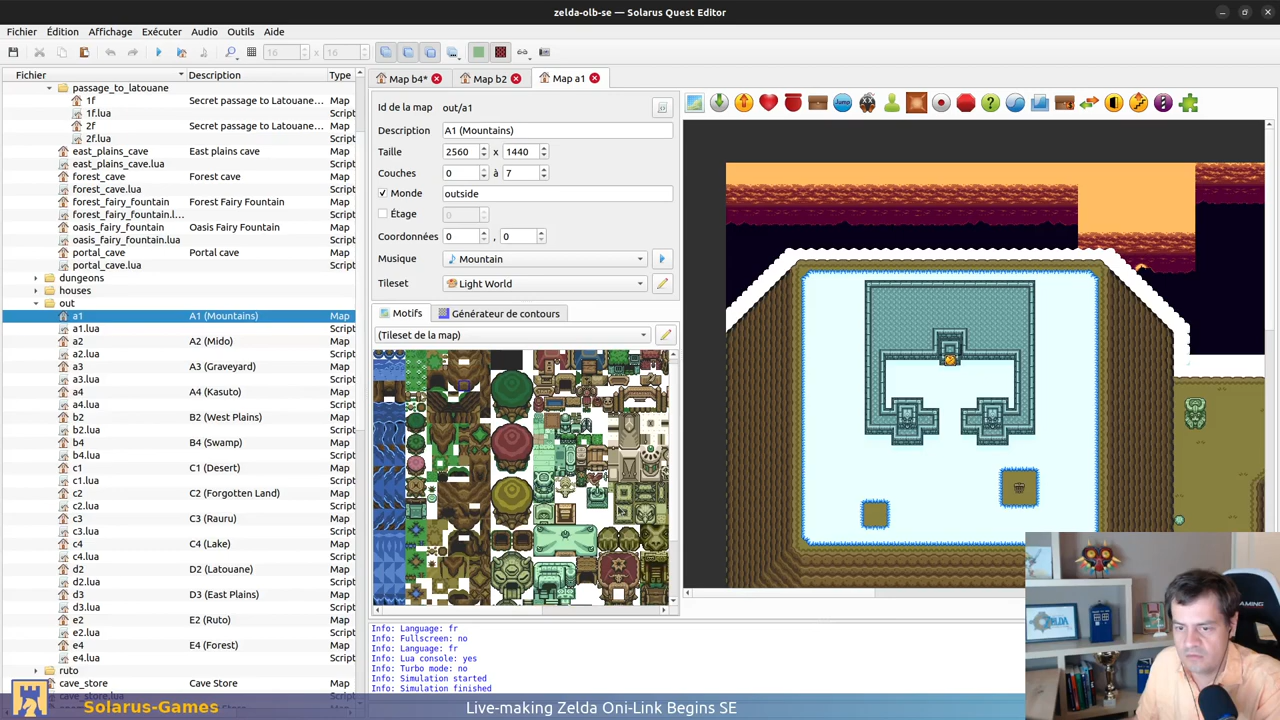 zelda-olb-se — Solarus Quest Editor
Fichier Édition Affichage Exécuter Audio Outils Aide
16 x 16
Fichier Description Type
Map b4* Map b2 Map a1
passage_to_latouane
1f Secret passage to Latouane... Map
1f.lua Script
2f Secret passage to Latouane... Map
2f.lua Script
east_plains_cave East plains cave Map
east_plains_cave.lua Script
forest_cave Forest cave Map
forest_cave.lua Script
forest_fairy_fountain Forest Fairy Fountain Map
forest_fairy_fountain.l... Script
oasis_fairy_fountain Oasis Fairy Fountain Map
oasis_fairy_fountain.lua Script
portal_cave Portal cave Map
portal_cave.lua Script
dungeons
houses
out
a1 A1 (Mountains) Map
a1.lua Script
a2 A2 (Mido) Map
a2.lua Script
a3 A3 (Graveyard) Map
a3.lua Script
a4 A4 (Kasuto) Map
a4.lua Script
b2 B2 (West Plains) Map
b2.lua Script
b4 B4 (Swamp) Map
b4.lua Script
c1 C1 (Desert) Map
c1.lua Script
c2 C2 (Forgotten Land) Map
c2.lua Script
c3 C3 (Rauru) Map
c3.lua Script
c4 C4 (Lake) Map
c4.lua Script
d2 D2 (Latouane) Map
d2.lua Script
d3 D3 (East Plains) Map
d3.lua Script
e2 E2 (Ruto) Map
e2.lua Script
e4 E4 (Forest) Map
e4.lua Script
ruto
cave_store Cave Store Map
cave_store.lua Script
Id de la map out/a1
Description A1 (Mountains)
Taille 2560 x 1440
Couches 0 à 7
Monde outside
Étage 0
Coordonnées 0 , 0
Musique Mountain
Tileset Light World
Motifs Générateur de contours
(Tileset de la map)
Jump
Info: Language: fr
Info: Fullscreen: no
Info: Language: fr
Info: Lua console: yes
Info: Turbo mode: no
Info: Simulation started
Info: Simulation finished
Solarus-Games Live-making Zelda Oni-Link Begins SE